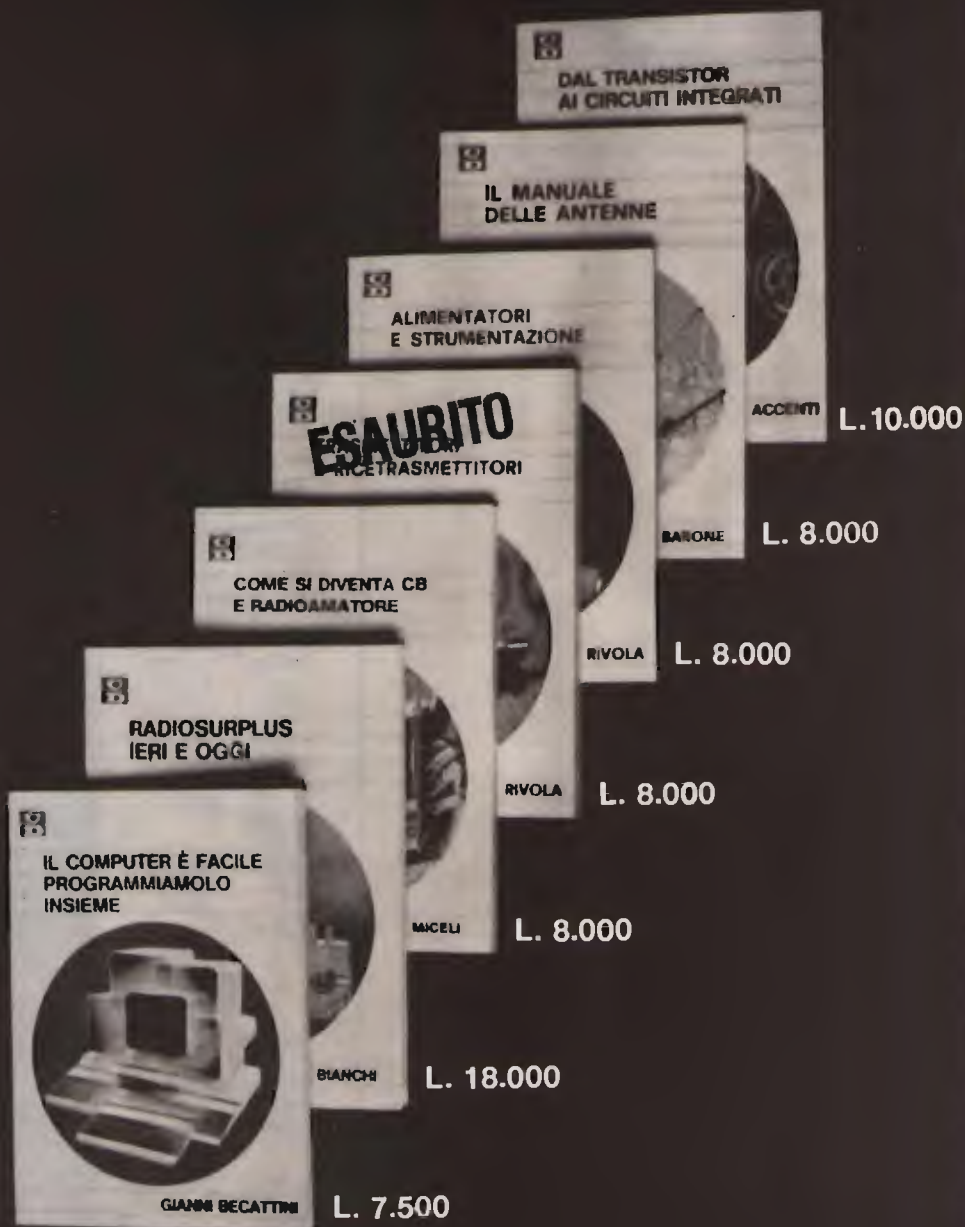 DAL TRANSISTOR
AI CIRCUITI INTEGRATI
ACCENTI
L. 10.000
IL MANUALE
DELLE ANTENNE
BARONE
L. 8.000
ALIMENTATORI
E STRUMENTAZIONE
RIVOLA
L. 8.000
ESAURITO
RICETRASMETTITORI
RIVOLA
L. 8.000
COME SI DIVENTA CB
E RADIOAMATORE
MICELI
L. 8.000
RADIOSURPLUS
IERI E OGGI
BIANCHI
L. 18.000
IL COMPUTER È FACILE
PROGRAMMIAMOLO
INSIEME
GIANNI BECATTINI
L. 7.500